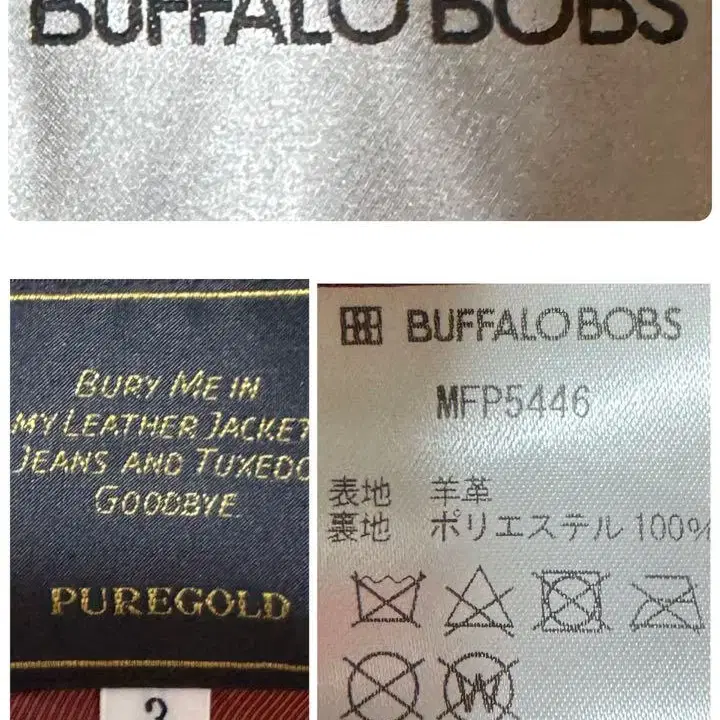 BUFFALO BOBS
BURY ME IN
MY LEATHER JACKET
JEANS AND TUXEDO
GOODBYE
PUREGOLD
BUFFALO BOBS
MFP5446
表地 羊革
裏地 ポリエステル 100%
W